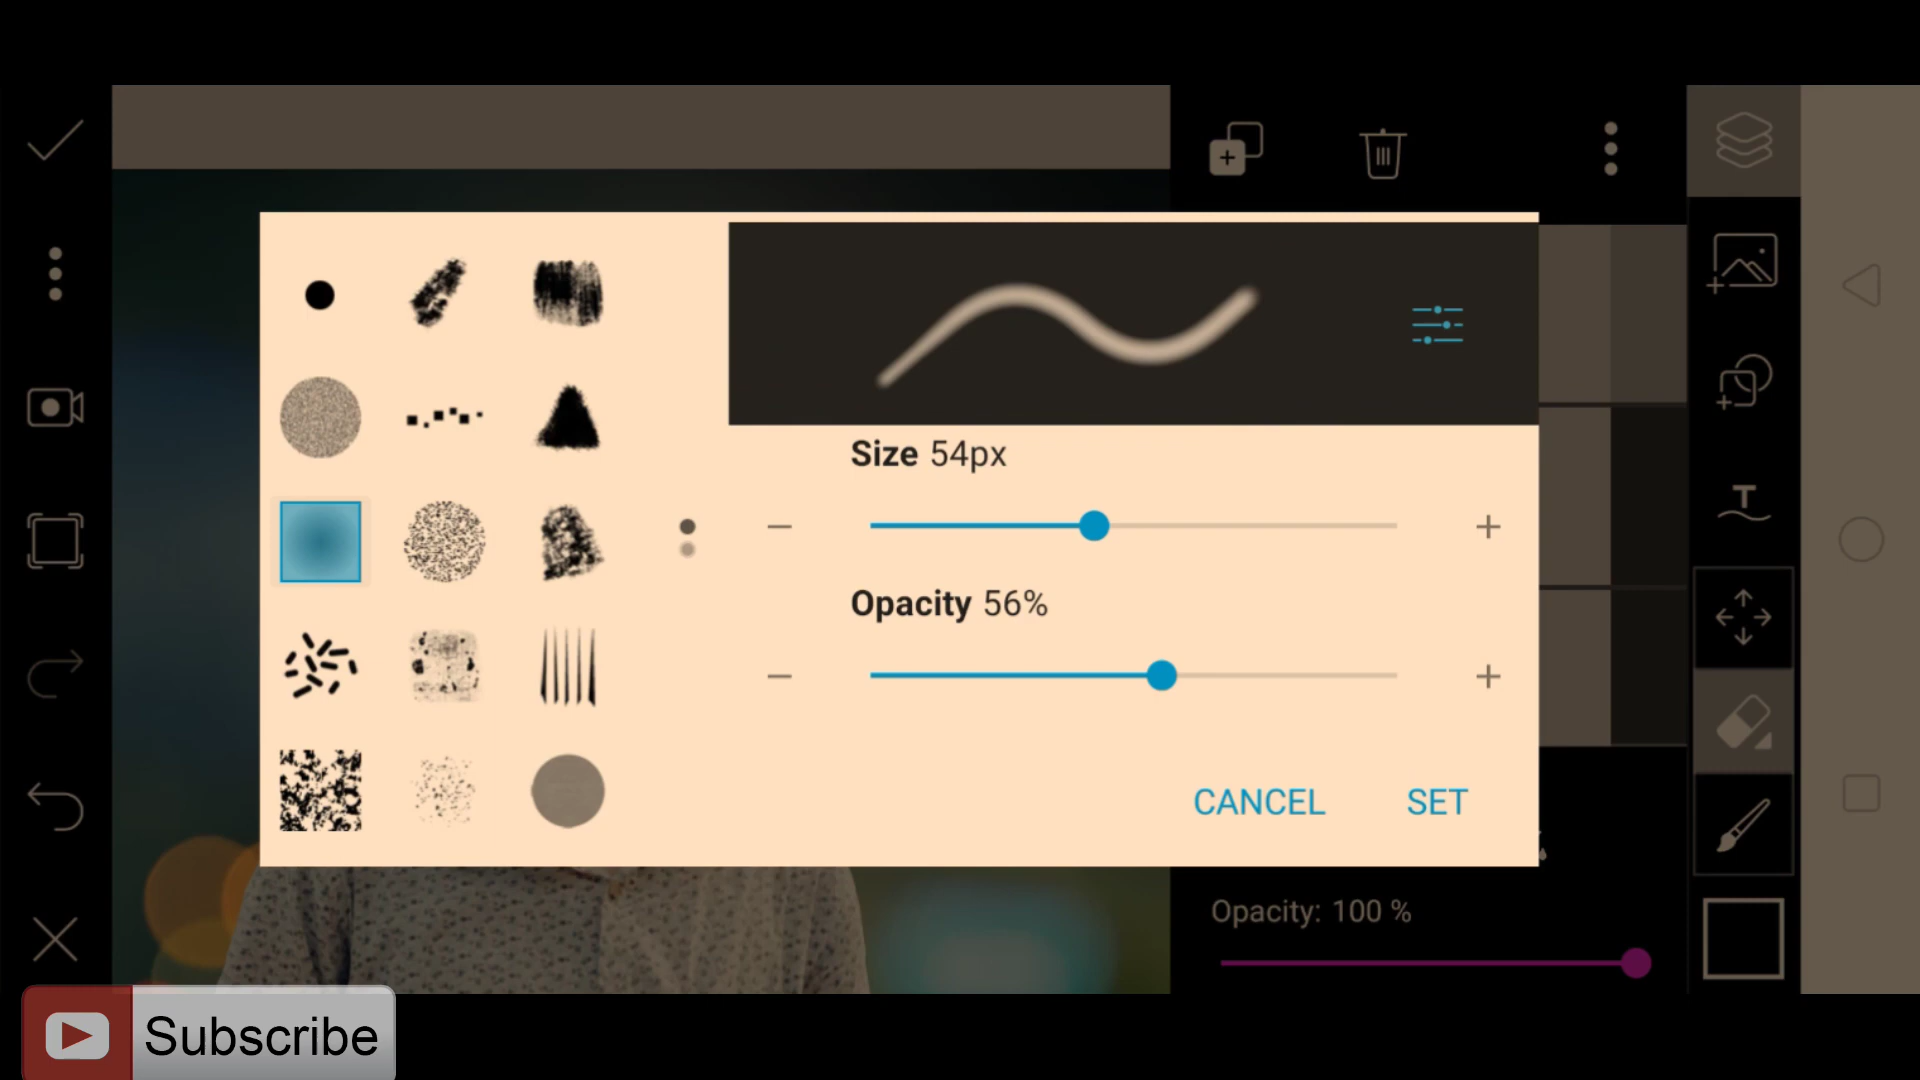 Size 54px
Opacity 56%
CANCEL SET
Opacity: 100 %
T
Subscribe